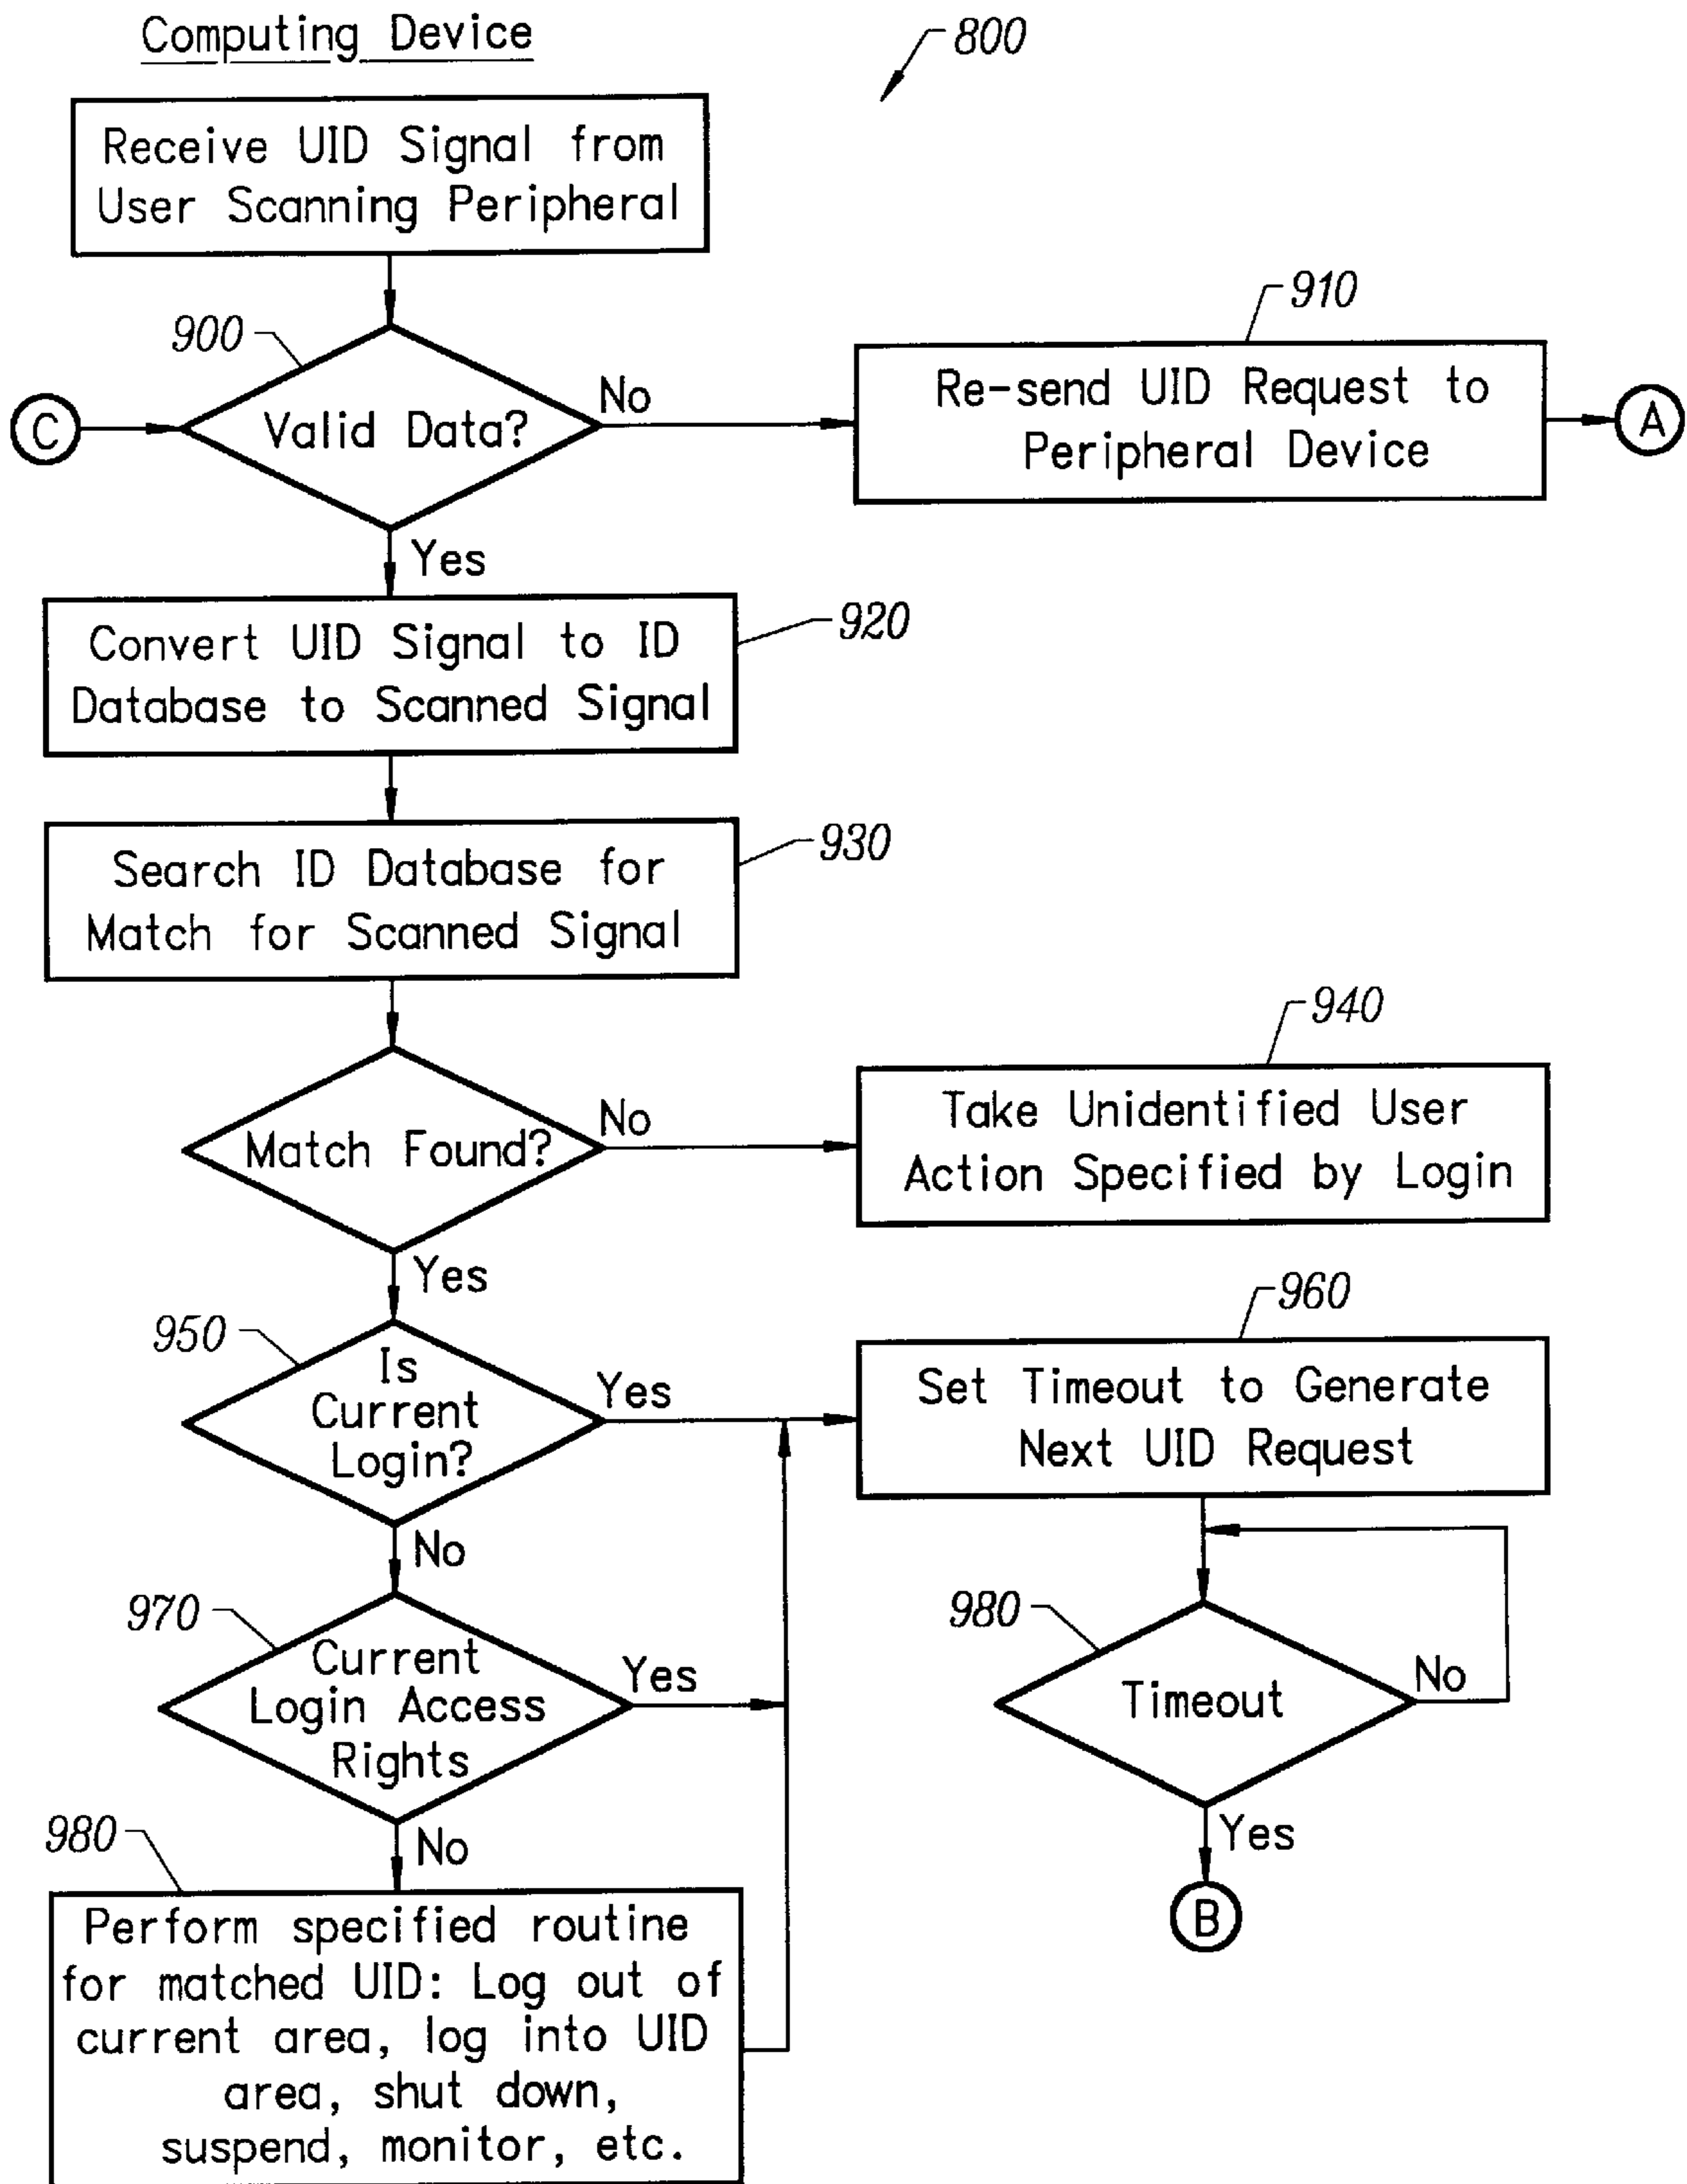 Computing Device
800
Receive UID Signal from
User Scanning Peripheral
900
910
C
Valid Data?
No
Re-send UID Request to
Peripheral Device
A
Yes
920
Convert UID Signal to ID
Database to Scanned Signal
930
Search ID Database for
Match for Scanned Signal
940
Match Found?
No
Take Unidentified User
Action Specified by Login
Yes
950
960
Is
Current
Login?
Yes
Set Timeout to Generate
Next UID Request
No
970
Current
Login Access
Rights
Yes
980
Timeout
No
No
Yes
B
980
Perform specified routine
for matched UID: Log out of
current area, log into UID
area, shut down,
suspend, monitor, etc.